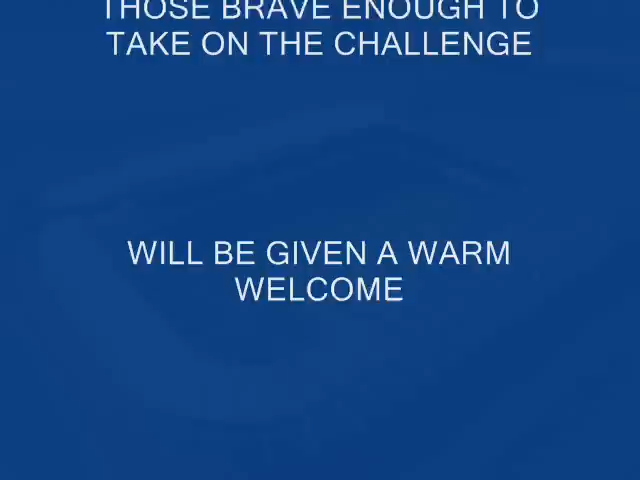 THOSE BRAVE ENOUGH TO
TAKE ON THE CHALLENGE
WILL BE GIVEN A WARM
WELCOME